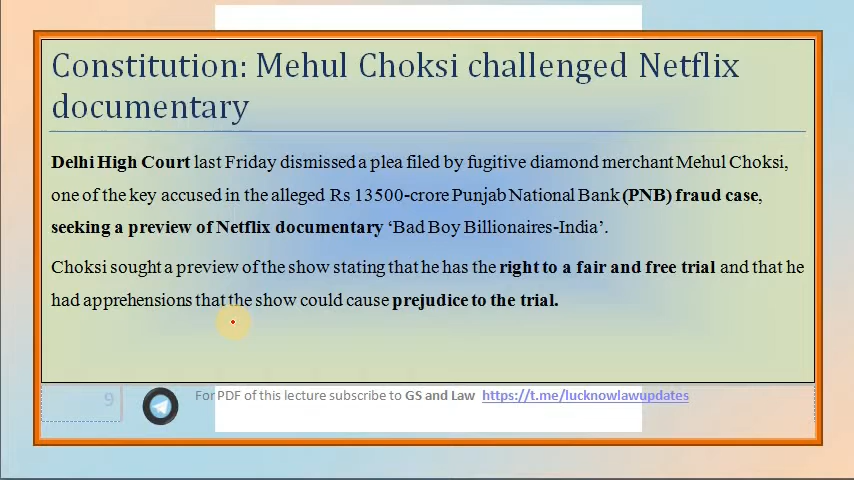 Constitution: Mehul Choksi challenged Netflix
documentary
Delhi High Court last Friday dismissed a plea filed by fugitive diamond merchant Mehul Choksi,
one of the key accused in the alleged Rs 13500-crore Punjab National Bank (PNB) fraud case,
seeking a preview of Netflix documentary ‘Bad Boy Billionaires-India’.
Choksi sought a preview of the show stating that he has the right to a fair and free trial and that he
had apprehensions that the show could cause prejudice to the trial.
9
For PDF of this lecture subscribe to GS and Law https://t.me/lucknowlawupdates